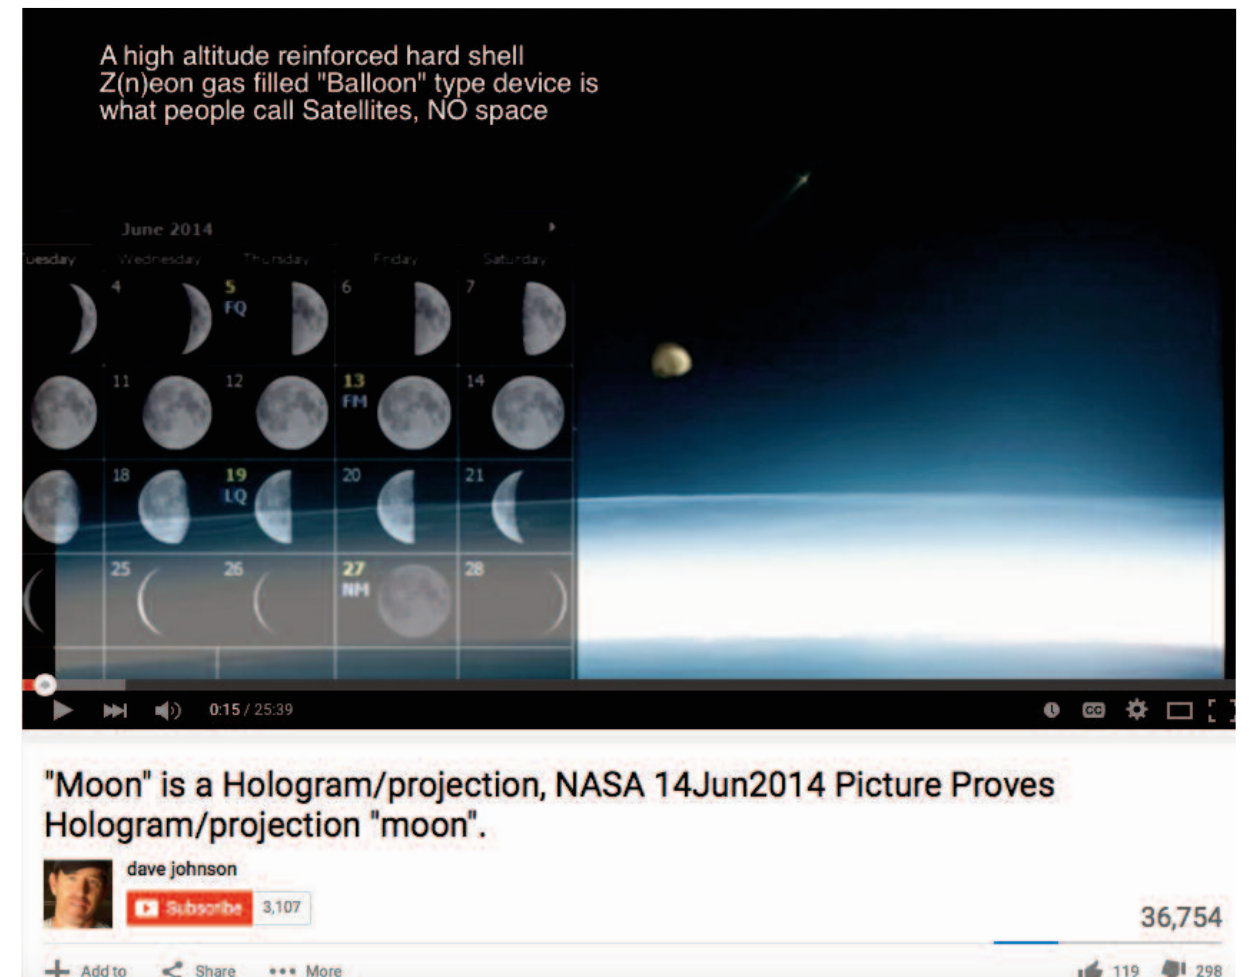 A high altitude reinforced hard shell
Z(n)eon gas filled "Balloon" type device is
what people call Satellites, NO space
June 2014
uesday Wednesday Thursday Friday Saturday
4 5 6 7
FQ
11 12 13 14
FM
18 19 20 21
LQ
25 26 27 28
NM
0:15 / 25:39
CC
"Moon" is a Hologram/projection, NASA 14Jun2014 Picture Proves
Hologram/projection "moon".
dave johnson
Subscribe 3,107
36,754
Add to Share More 119 298